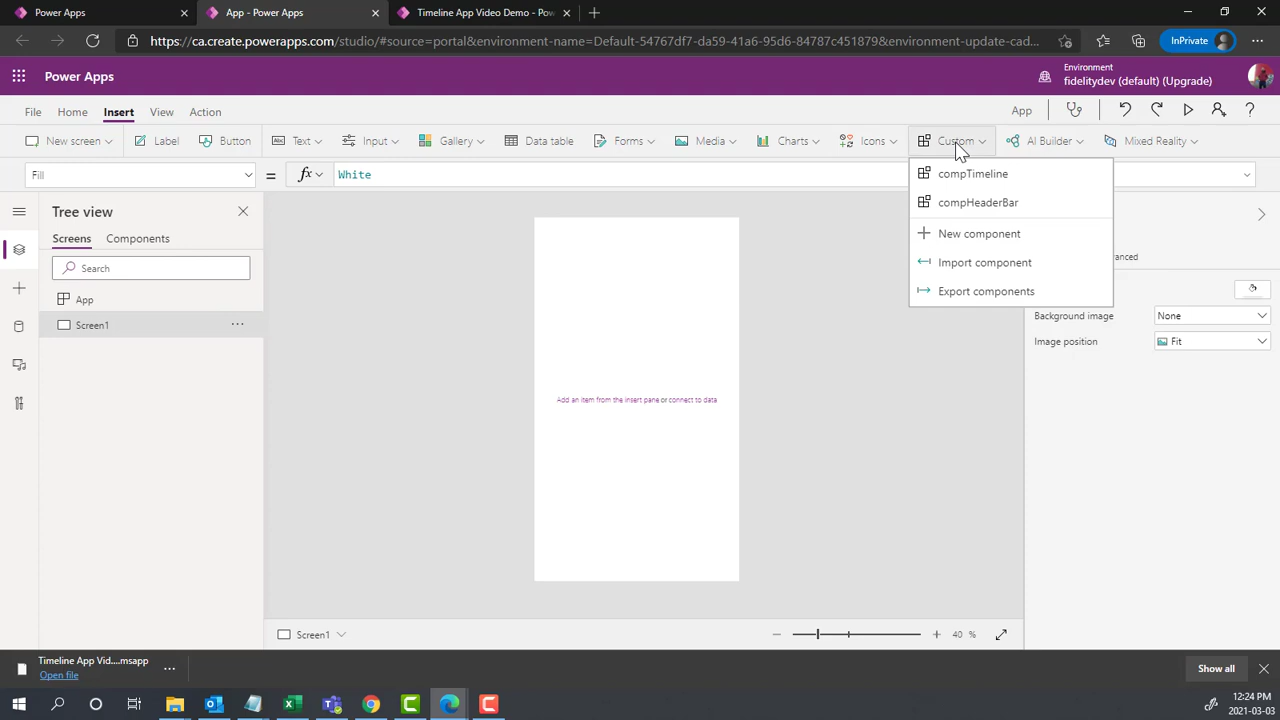 Power Apps
App - Power Apps
Timeline App Video Demo - Pow
https://ca.create.powerapps.com/studio/#source=portal&environment-name=Default-54767df7-da59-41a6-95d6-84787c451879&environment-update-cad...
InPrivate
Power Apps
Environment
fidelitydev (default) (Upgrade)
File
Home
Insert
View
Action
App
New screen
Label
Button
Text
Input
Gallery
Data table
Forms
Media
Charts
Icons
Custom
AI Builder
Mixed Reality
Fill
=
fx
White
compTimeline
compHeaderBar
New component
Import component
Export components
Tree view
Screens
Components
Search
App
Screen1
...
anced
Background image
None
Image position
Fit
Add an item from the insert pane or connect to data
Screen1
40 %
Timeline App Vid....msapp
Open file
...
Show all
12:24 PM
2021-03-03